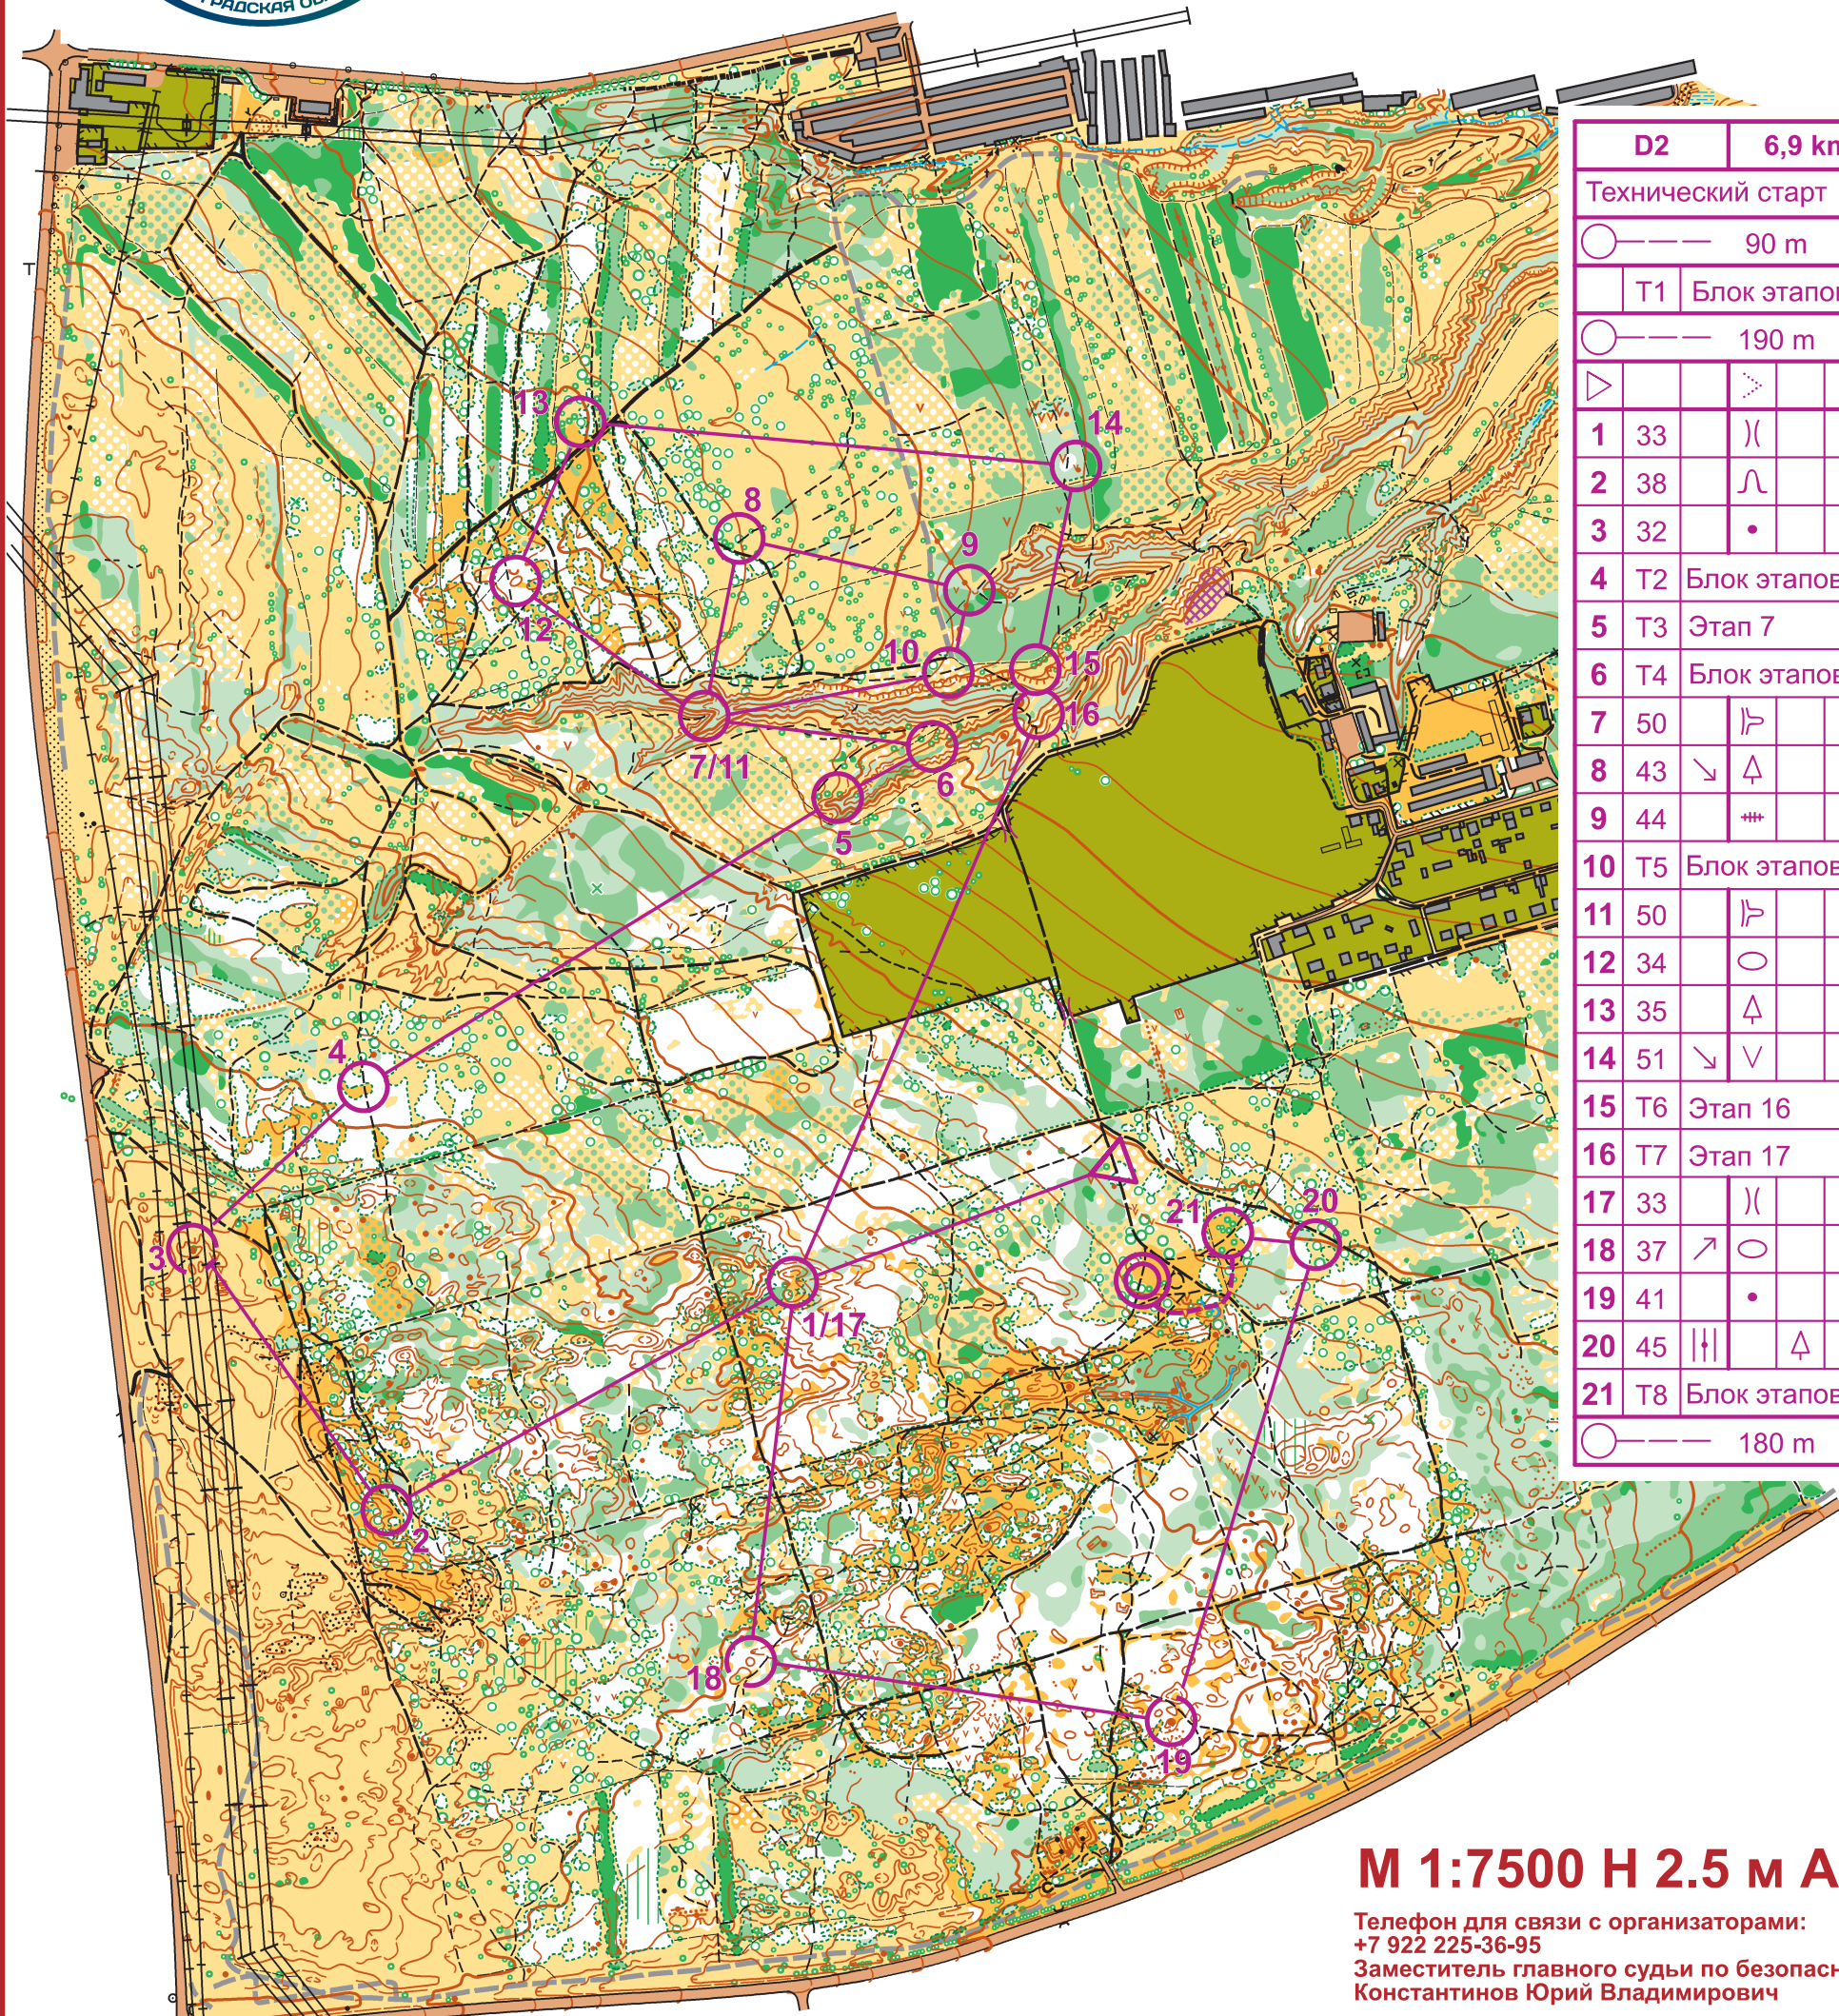 D2 6,9
Технический старт
90 m
T1 Блок
190 m
1 33
2 38
3 32
4 T2 Блок этапов
5 T3 Этап 7
6 T4 Блок этапов
7 50
8 43
9 44
10 T5 Блок этапов
11 50
12 34
13 35
14 51
15 T6 Этап 16
16 T7 Этап 17
17 33
18 37
19 41
20 45
21 T8 Блок этапов
180 m
13
14
8
9
12
10
15
16
7/11
6
5
4
21
20
3
1/17
2
18
19
М 1:7500 Н 2.5 м А
Телефон для связи с организаторами:
+7 922 225-36-95
Заместитель главного судьи по
Константинов Юрий Владимирович